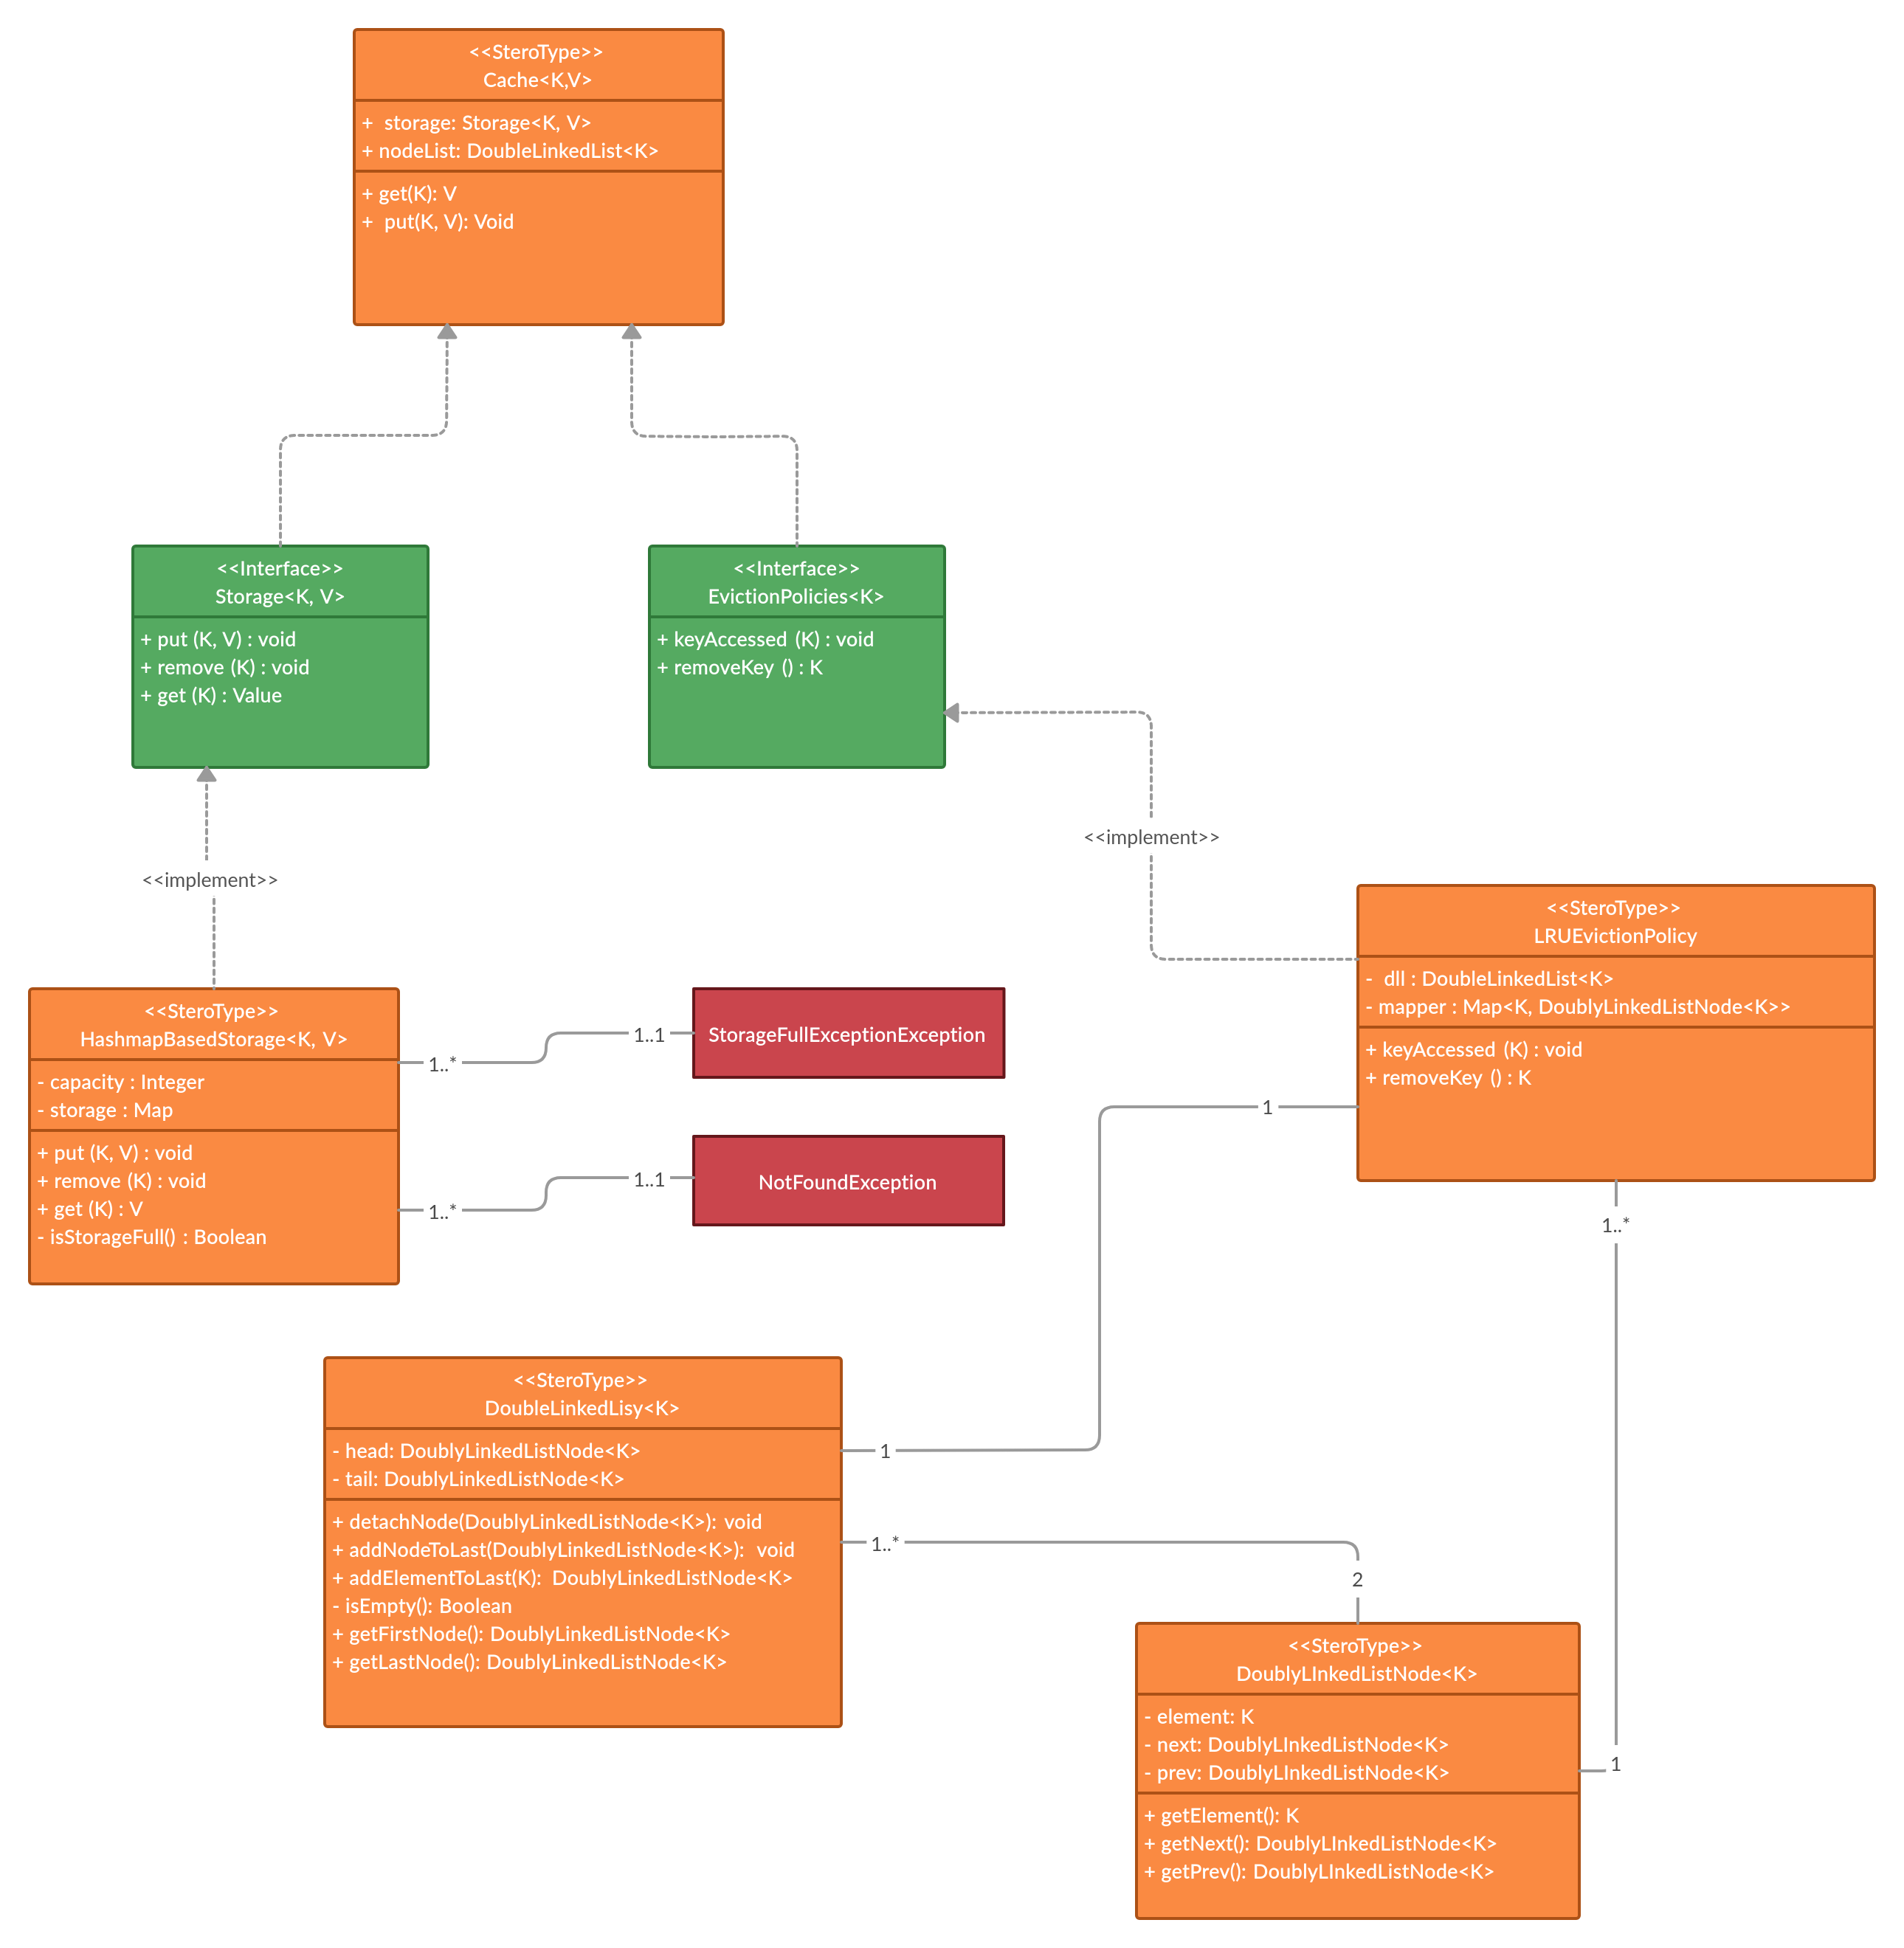 <<SteroType>>
Cache<K,V>
+ storage: Storage<K, V>
+ nodeList: DoubleLinkedList<K>
+ get(K): V
+ put(K, V): Void
<<Interface>>
Storage<K, V>
+ put (K, V) : void
+ remove (K) : void
+ get (K) : Value
<<Interface>>
EvictionPolicies<K>
+ keyAccessed (K) : void
+ removeKey () : K
<<implement>>
<<implement>>
<<SteroType>>
LRUEvictionPolicy
- dll : DoubleLinkedList<K>
- mapper : Map<K, DoublyLinkedListNode<K>>
+ keyAccessed (K) : void
+ removeKey () : K
<<SteroType>>
HashmapBasedStorage<K, V>
- capacity : Integer
- storage : Map
+ put (K, V) : void
+ remove (K) : void
+ get (K) : V
- isStorageFull() : Boolean
1..*
1..1
StorageFullExceptionException
1..*
1..1
NotFoundException
1
1..*
<<SteroType>>
DoubleLinkedLisy<K>
- head: DoublyLinkedListNode<K>
- tail: DoublyLinkedListNode<K>
+ detachNode(DoublyLinkedListNode<K>): void
+ addNodeToLast(DoublyLinkedListNode<K>): void
+ addElementToLast(K): DoublyLinkedListNode<K>
- isEmpty(): Boolean
+ getFirstNode(): DoublyLinkedListNode<K>
+ getLastNode(): DoublyLinkedListNode<K>
1
1..*
2
<<SteroType>>
DoublyLInkedListNode<K>
- element: K
- next: DoublyLInkedListNode<K>
- prev: DoublyLInkedListNode<K>
+ getElement(): K
+ getNext(): DoublyLInkedListNode<K>
+ getPrev(): DoublyLInkedListNode<K>
1